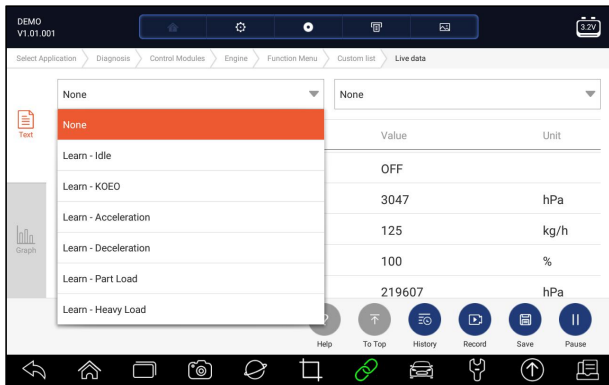 DEMO
V1.01.001
3.2V
Select Application Diagnosis Control Modules Engine Function Menu Custom list Live data
None None
Text
None
Value Unit
Learn - Idle
OFF
Learn - KOEO
3047 hPa
Learn - Acceleration
125 kg/h
Graph
Learn - Deceleration
100 %
Learn - Part Load
219607 hPa
Learn - Heavy Load
Help To Top History Record Save Pause